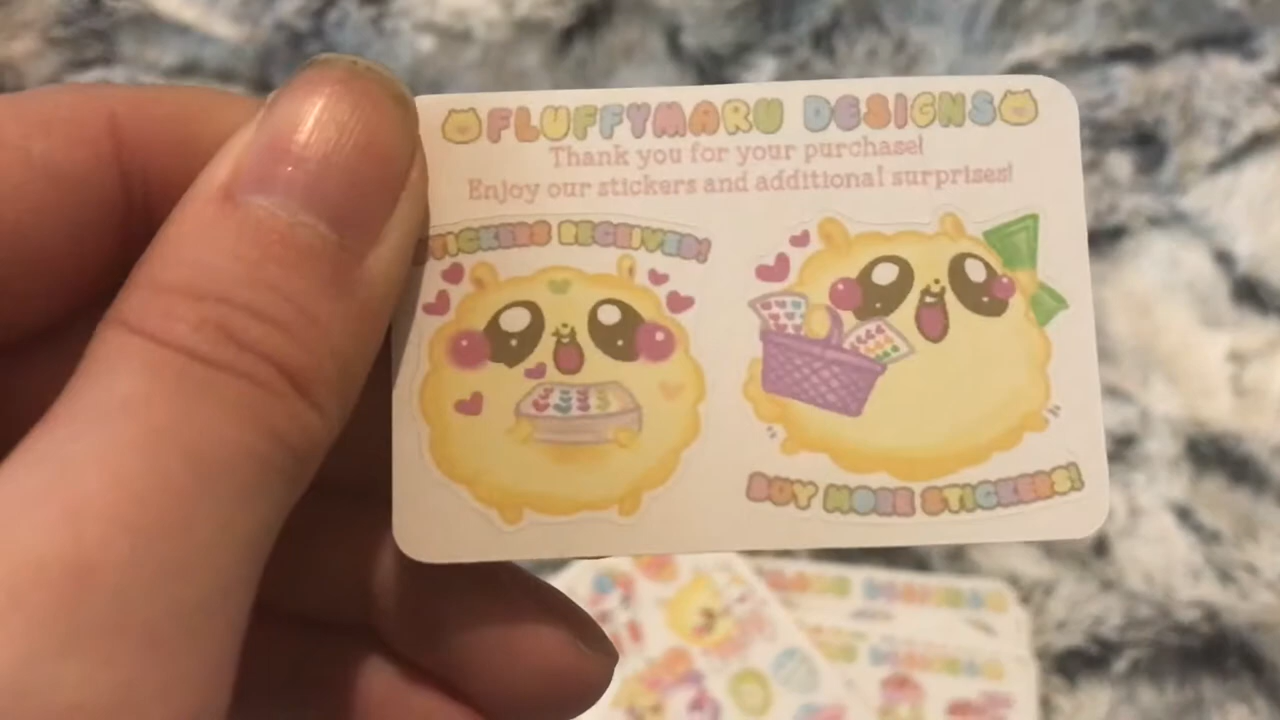 FLUFFYMARU DESIGNS
Thank you for your purchase!
Enjoy our stickers and additional surprises!
STICKERS RECEIVED!
BUY MORE STICKERS!